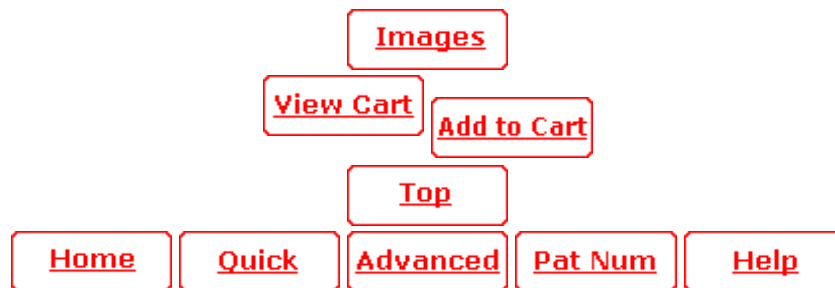 Images
View Cart
Add to Cart
Top
Home Quick Advanced Pat Num Help